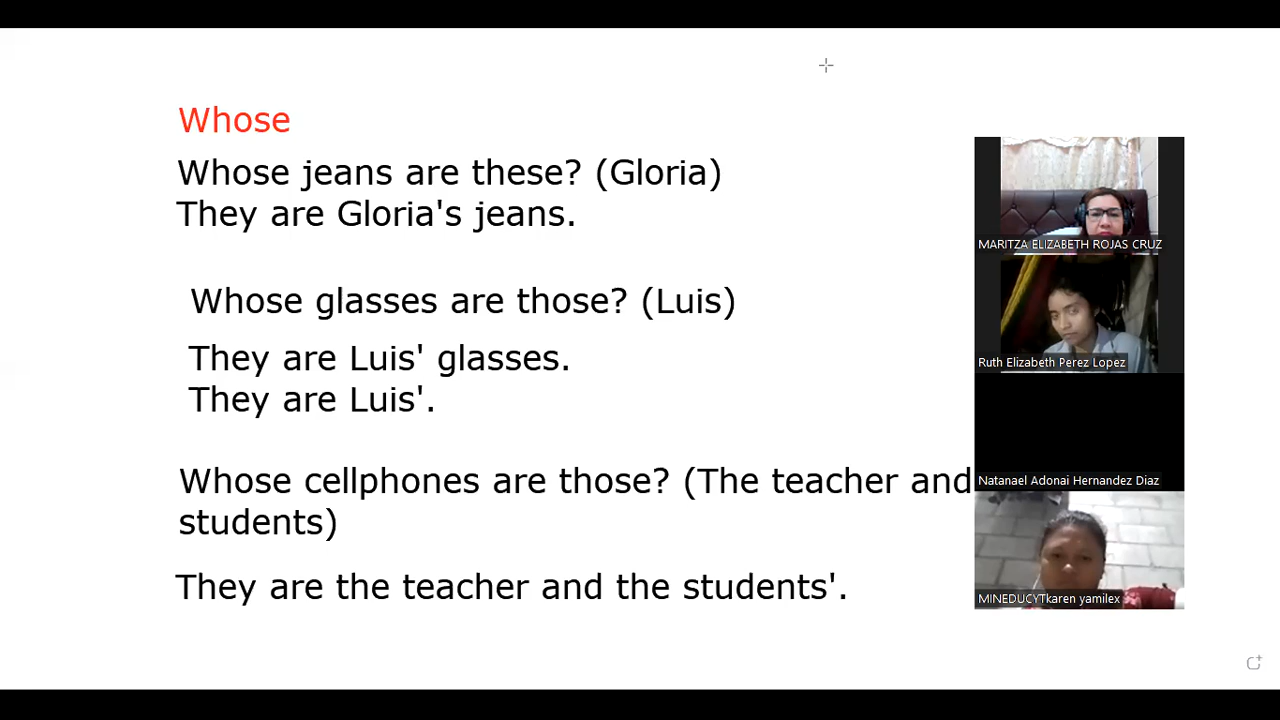 Whose
Whose jeans are these? (Gloria)
They are Gloria's jeans.
Whose glasses are those? (Luis)
They are Luis' glasses.
They are Luis'.
Whose cellphones are those? (The teacher and
students)
They are the teacher and the students'.
MARITZA ELIZABETH ROJAS CRUZ
Ruth Elizabeth Perez Lopez
Natanael Adonai Hernandez Diaz
MINEDUCYTkaren yamilex